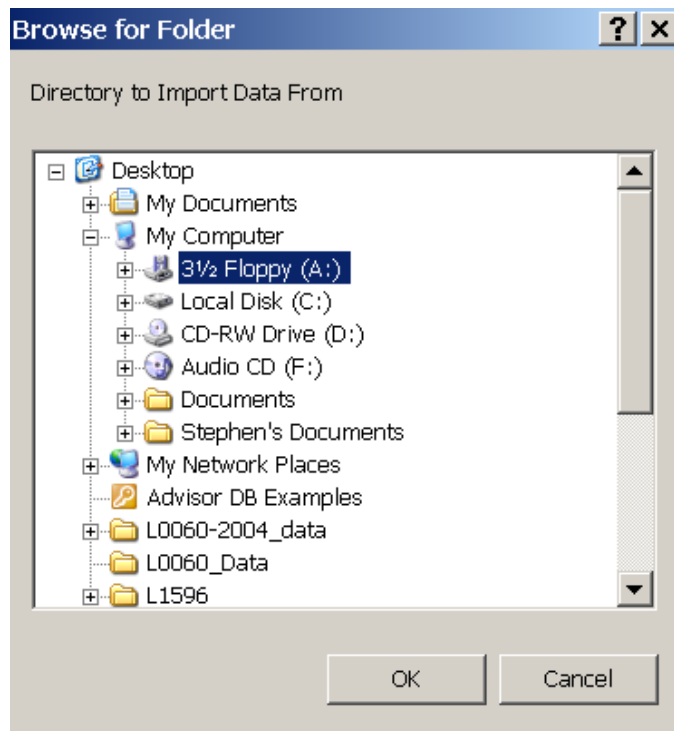 Browse for Folder
Directory to Import Data From
Desktop
My Documents
My Computer
3½ Floppy (A:)
Local Disk (C:)
CD-RW Drive (D:)
Audio CD (F:)
Documents
Stephen's Documents
My Network Places
Advisor DB Examples
L0060-2004_data
L0060_Data
L1596
OK Cancel